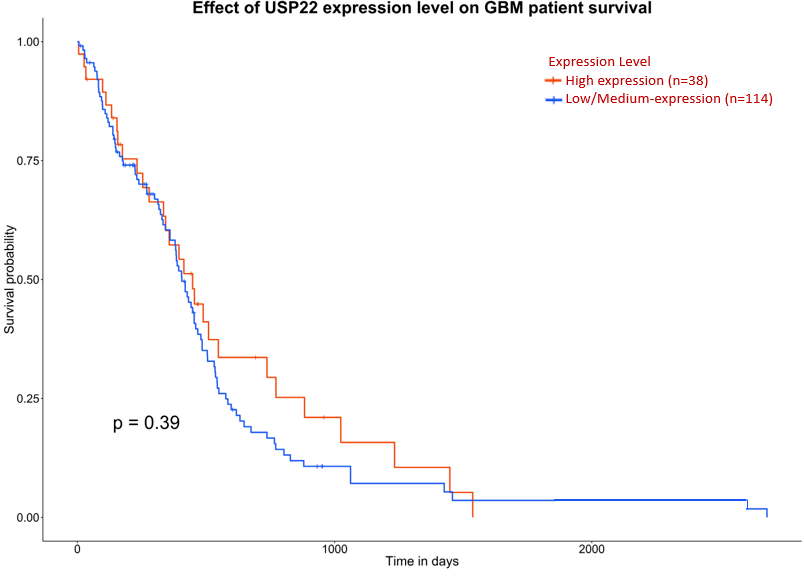 Effect of USP22 expression level on GBM patient survival
Expression Level
High expression (n=38)
Low/Medium-expression (n=114)
1.00
0.75
0.50
0.25
0.00
Survival probability
p = 0.39
0
1000
2000
Time in days